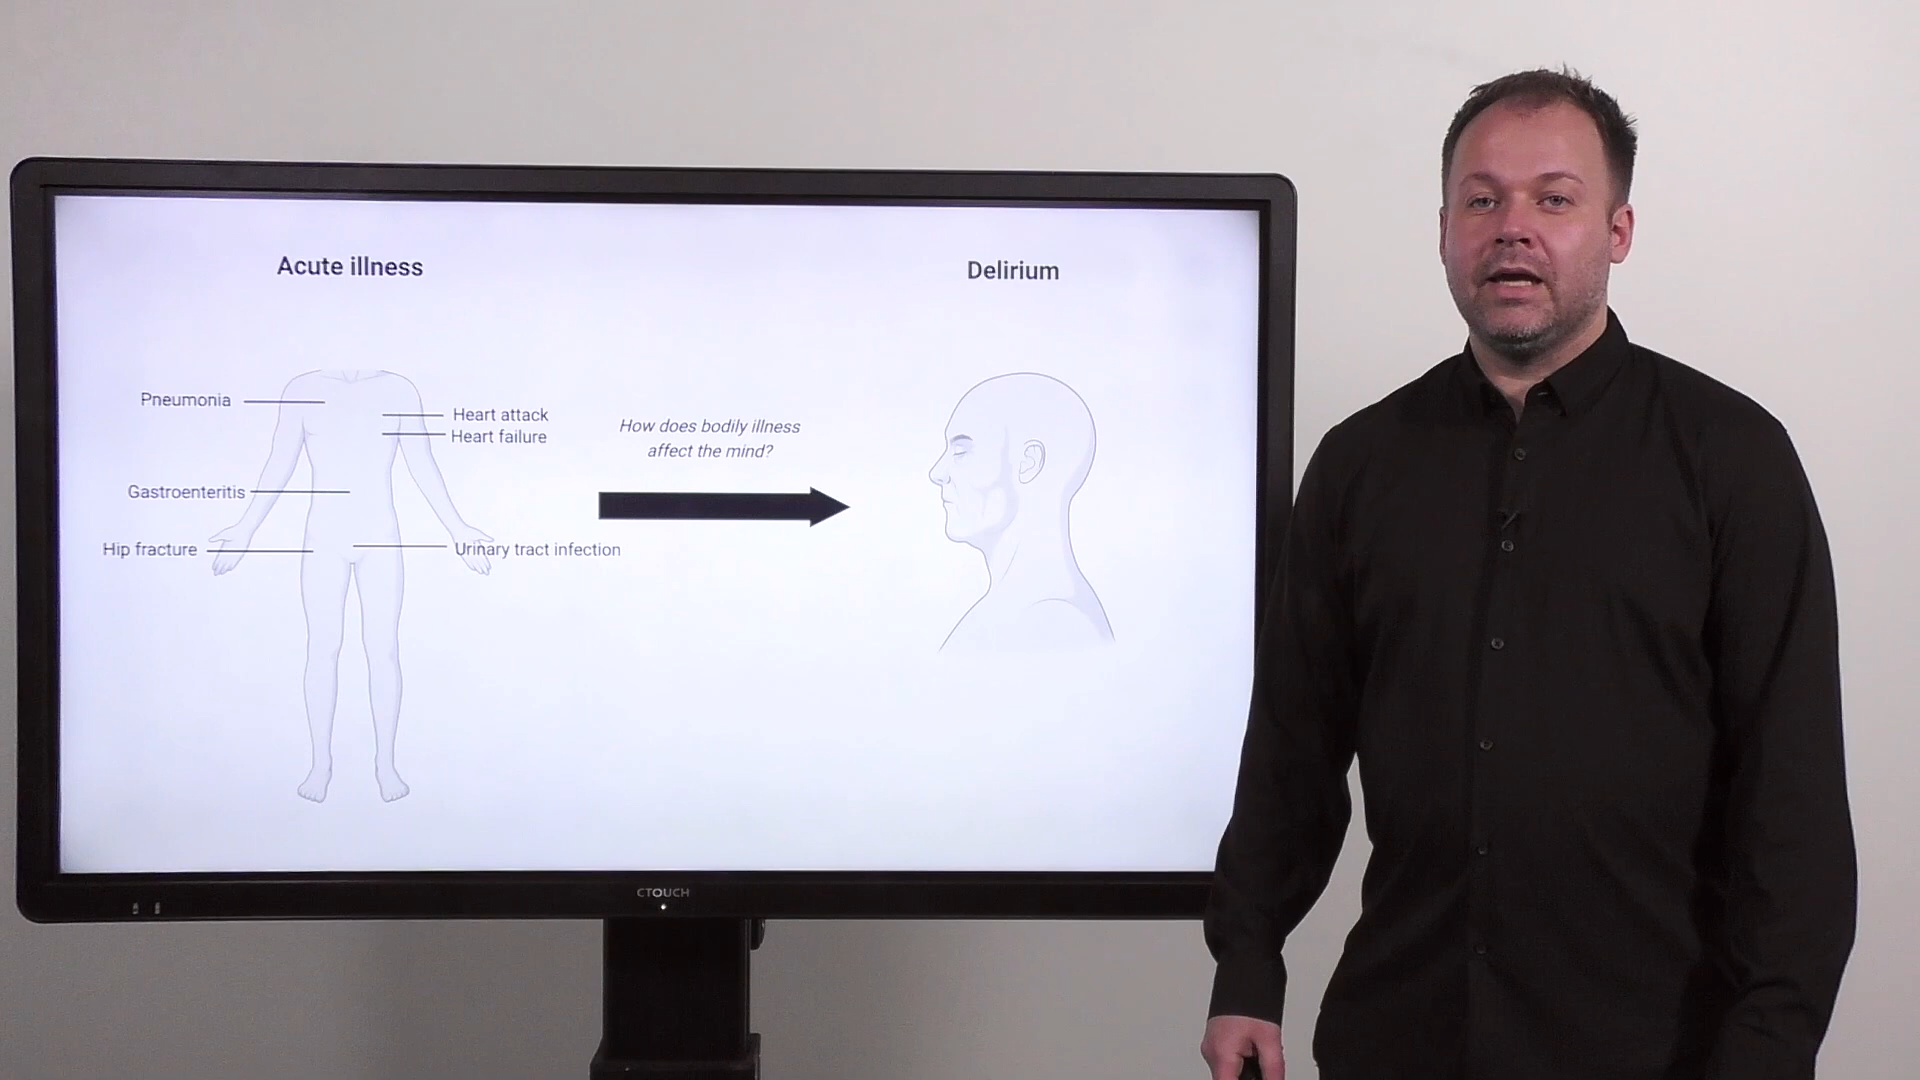 Acute illness
Delirium
Pneumonia
Heart attack
Heart failure
How does bodily illness
affect the mind?
Gastroenteritis
Hip fracture
Urinary tract infection
CTOUCH